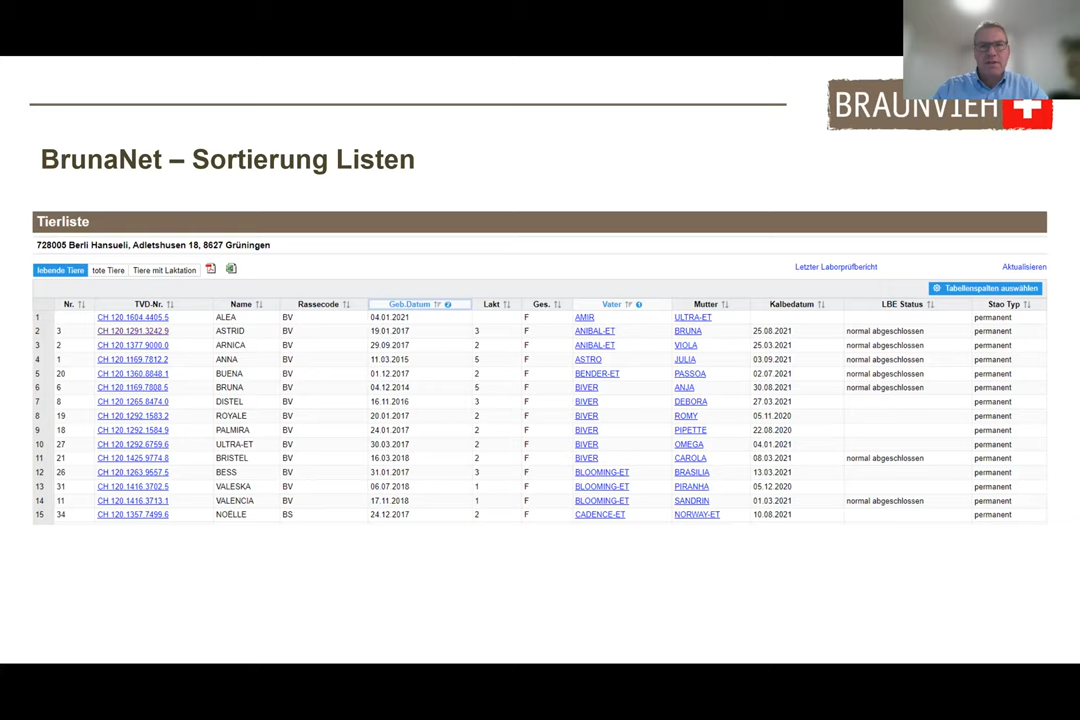 BRAUNVIEH
BrunaNet – Sortierung Listen
Tierliste
728005 Berli Hansueli, Adletshusen 18, 8627 Grüningen
lebende Tiere tote Tiere Tiere mit Laktation Letzter Laborprüfbericht Aktualisieren
Tabellenspalten auswählen
Nr. TVD-Nr. Name Rassecode Geb.Datum 2 Lakt Ges. Vater 1 Mutter Kalbedatum LBE Status Stao Typ
1 CH 120.1604.4405.5 ALEA BV 04.01.2021 F AMIR ULTRA-ET permanent
2 3 CH 120.1291.3242.9 ASTRID BV 19.01.2017 3 F ANIBAL-ET BRUNA 25.08.2021 normal abgeschlossen permanent
3 2 CH 120.1377.9000.0 ARNICA BV 29.09.2017 2 F ANIBAL-ET VIOLA 25.03.2021 normal abgeschlossen permanent
4 1 CH 120.1169.7812.2 ANNA BV 11.03.2015 5 F ASTRO JULIA 03.09.2021 normal abgeschlossen permanent
5 20 CH 120.1360.8848.1 BUENA BV 01.12.2017 2 F BENDER-ET PASSOA 02.07.2021 normal abgeschlossen permanent
6 6 CH 120.1169.7808.5 BRUNA BV 04.12.2014 5 F BIVER ANJA 30.08.2021 normal abgeschlossen permanent
7 8 CH 120.1265.8474.0 DISTEL BV 16.11.2016 3 F BIVER DEBORA 27.03.2021 permanent
8 19 CH 120.1292.1583.2 ROYALE BV 20.01.2017 2 F BIVER ROMY 05.11.2020 permanent
9 18 CH 120.1292.1584.9 PALMIRA BV 24.01.2017 2 F BIVER PIPETTE 22.08.2020 permanent
10 27 CH 120.1292.6759.6 ULTRA-ET BV 30.03.2017 2 F BIVER OMEGA 04.01.2021 permanent
11 21 CH 120.1425.9774.8 BRISTEL BV 16.03.2018 2 F BIVER CAROLA 08.03.2021 normal abgeschlossen permanent
12 26 CH 120.1263.9557.5 BESS BV 31.01.2017 3 F BLOOMING-ET BRASILIA 13.03.2021 permanent
13 31 CH 120.1416.3702.5 VALESKA BV 06.07.2018 1 F BLOOMING-ET PIRANHA 05.12.2020 permanent
14 11 CH 120.1416.3713.1 VALENCIA BV 17.11.2018 1 F BLOOMING-ET SANDRIN 01.03.2021 normal abgeschlossen permanent
15 34 CH 120.1357.7499.6 NOËLLE BS 24.12.2017 2 F CADENCE-ET NORWAY-ET 10.08.2021 permanent